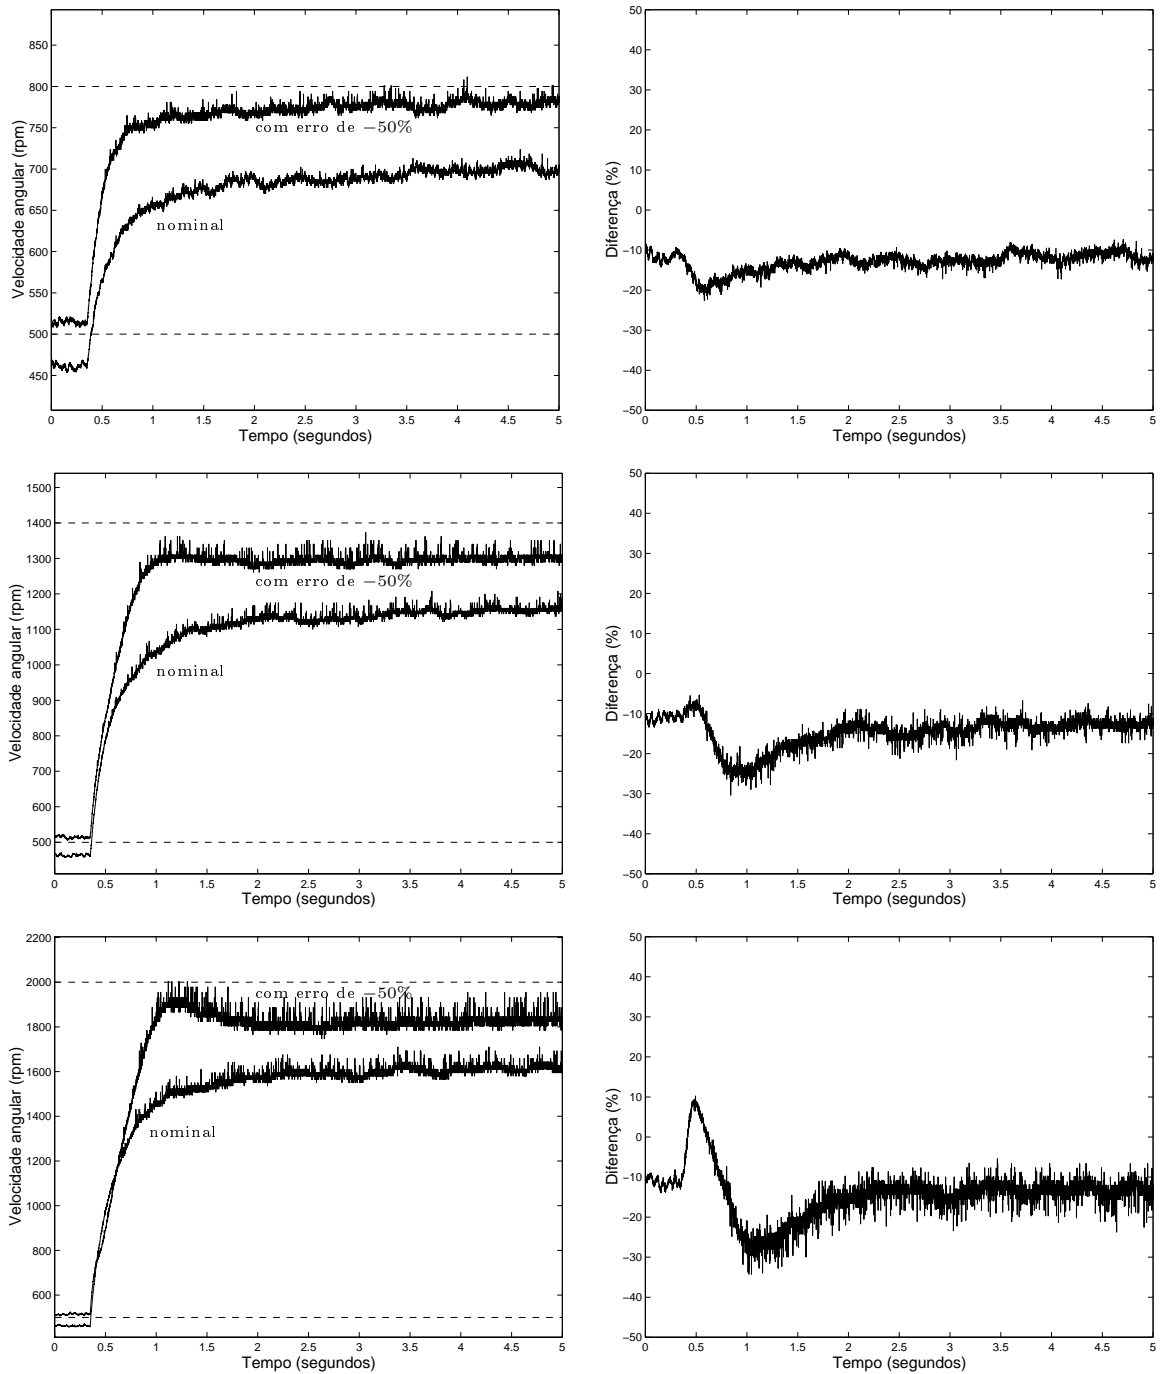 850
800
750
700
650
600
550
500
450
Velocidade angular (rpm)
com erro de −50%
nominal
0 0.5 1 1.5 2 2.5 3 3.5 4 4.5 5
Tempo (segundos)
50
40
30
20
10
0
−10
−20
−30
−40
−50
Diferença (%)
0 0.5 1 1.5 2 2.5 3 3.5 4 4.5 5
Tempo (segundos)
1500
1400
1300
1200
1100
1000
900
800
700
600
500
Velocidade angular (rpm)
com erro de −50%
nominal
0 0.5 1 1.5 2 2.5 3 3.5 4 4.5 5
Tempo (segundos)
50
40
30
20
10
0
−10
−20
−30
−40
−50
Diferença (%)
0 0.5 1 1.5 2 2.5 3 3.5 4 4.5 5
Tempo (segundos)
2200
2000
1800
1600
1400
1200
1000
800
600
Velocidade angular (rpm)
com erro de −50%
nominal
0 0.5 1 1.5 2 2.5 3 3.5 4 4.5 5
Tempo (segundos)
50
40
30
20
10
0
−10
−20
−30
−40
−50
Diferença (%)
0 0.5 1 1.5 2 2.5 3 3.5 4 4.5 5
Tempo (segundos)